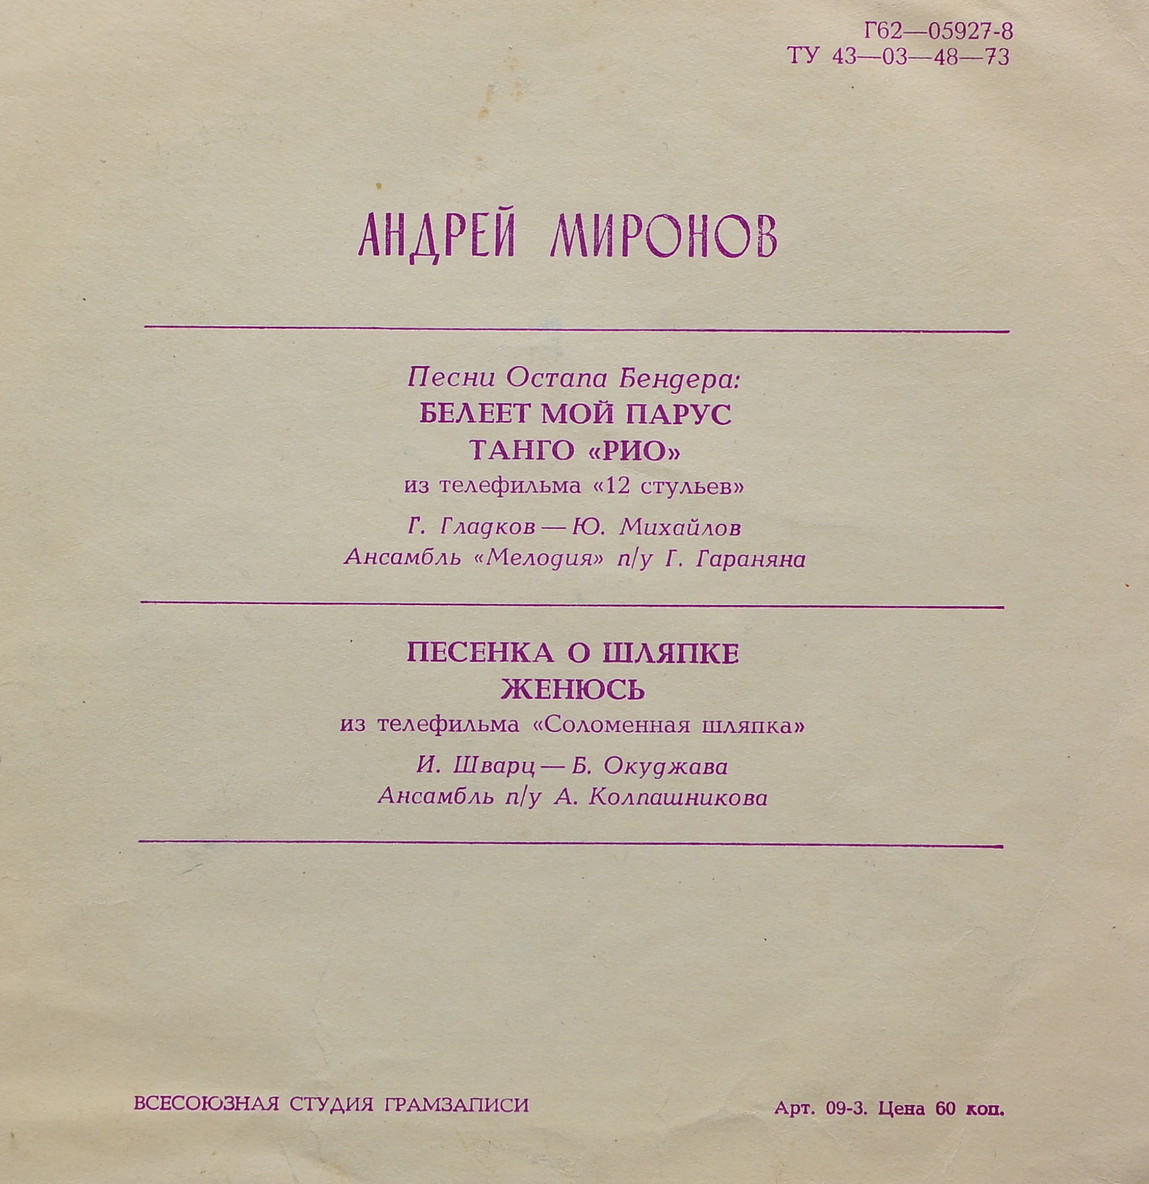 Г62—05927-8
ТУ 43—03—48—73
АНДРЕЙ МИРОНОВ
Песни Остапа Бендера:
БЕЛЕЕТ МОЙ ПАРУС
ТАНГО «РИО»
из телефильма «12 стульев»
Г. Гладков — Ю. Михайлов
Ансамбль «Мелодия» п/у Г. Гараняна
ПЕСЕНКА О ШЛЯПКЕ
ЖЕНЮСЬ
из телефильма «Соломенная шляпка»
И. Шварц — Б. Окуджава
Ансамбль п/у А. Колпашникова
ВСЕСОЮЗНАЯ СТУДИЯ ГРАМЗАПИСИ
Арт. 09-3. Цена 60 коп.